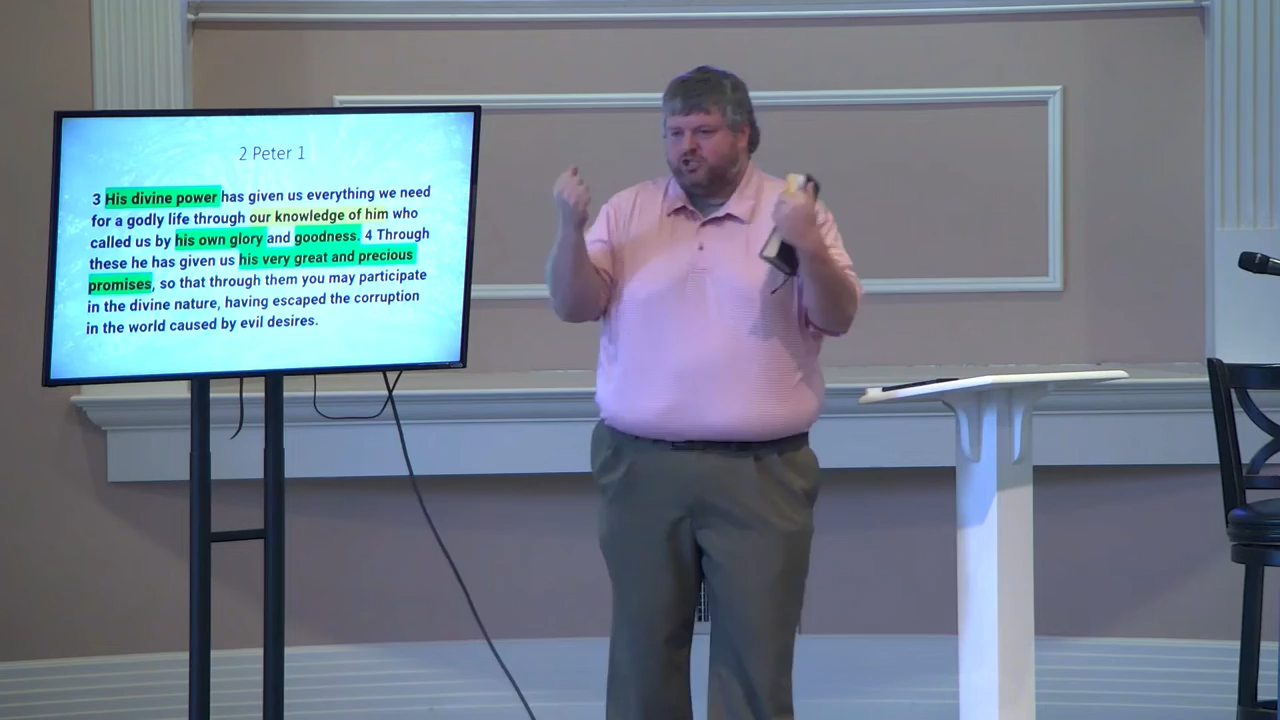 2 Peter 1
3 His divine power has given us everything we need
for a godly life through our knowledge of him who
called us by his own glory and goodness. 4 Through
these he has given us his very great and precious
promises, so that through them you may participate
in the divine nature, having escaped the corruption
in the world caused by evil desires.